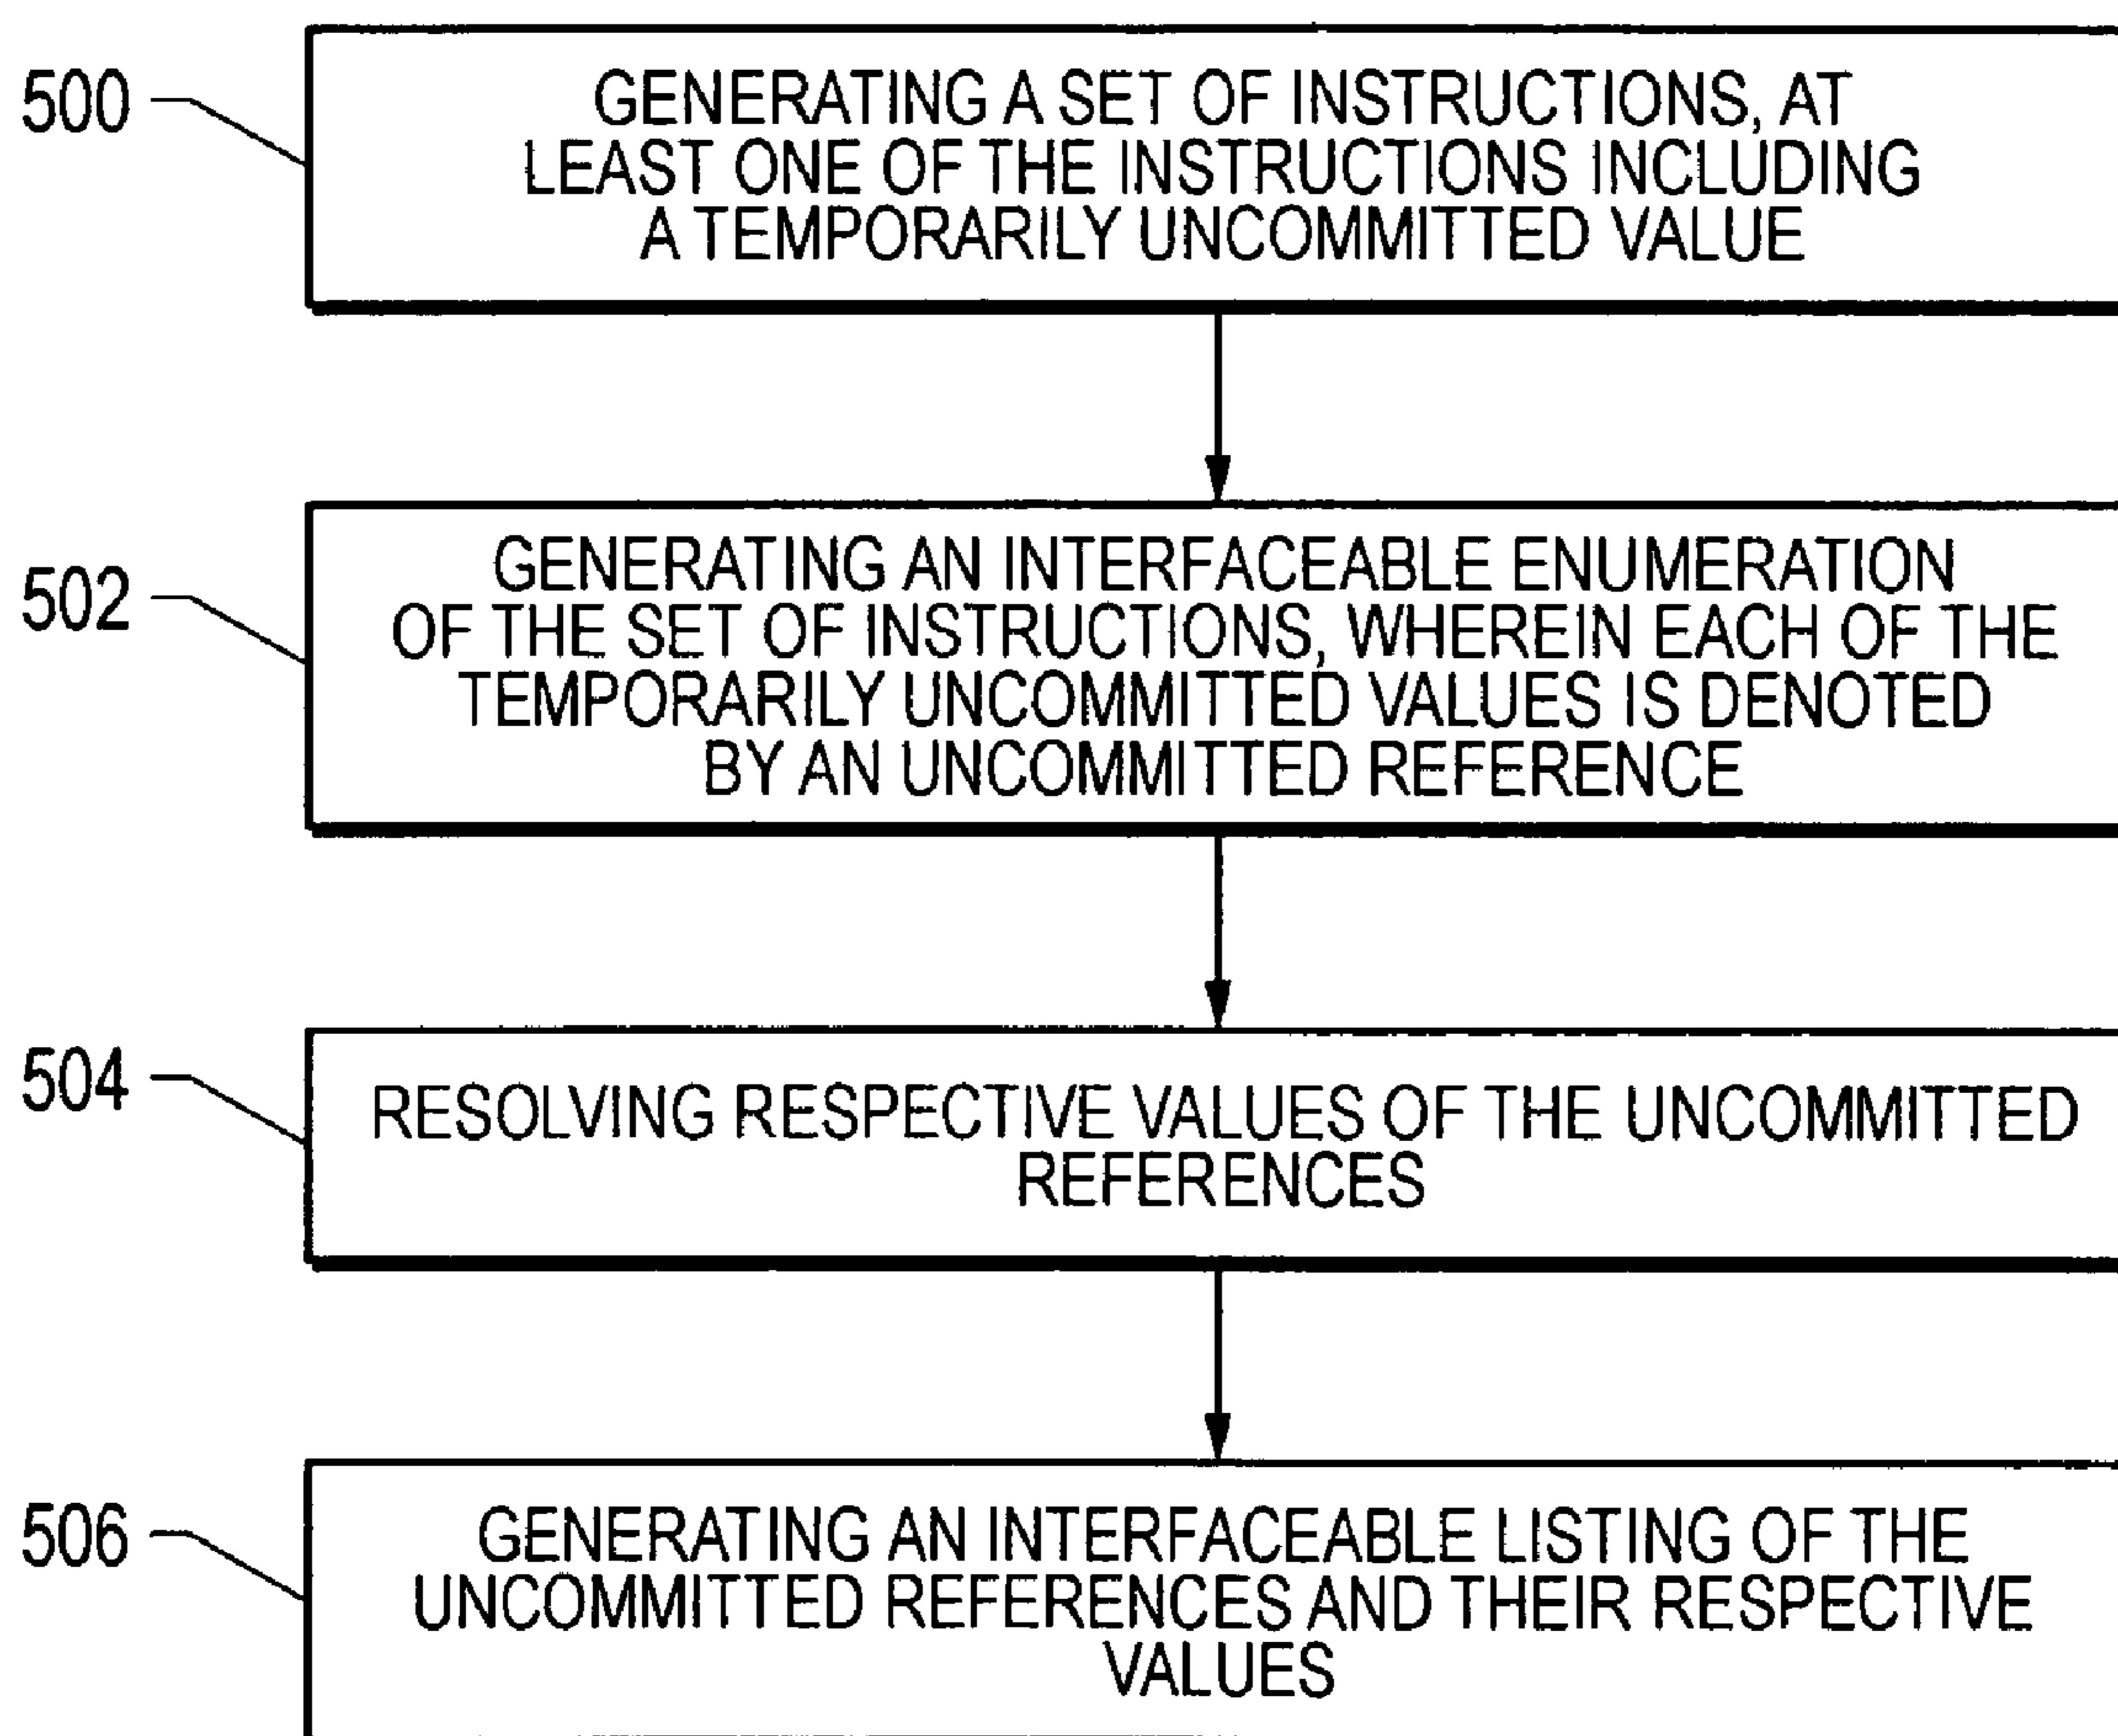 500
GENERATING A SET OF INSTRUCTIONS, AT
LEAST ONE OF THE INSTRUCTIONS INCLUDING
A TEMPORARILY UNCOMMITTED VALUE
502
GENERATING AN INTERFACEABLE ENUMERATION
OF THE SET OF INSTRUCTIONS, WHEREIN EACH OF THE
TEMPORARILY UNCOMMITTED VALUES IS DENOTED
BY AN UNCOMMITTED REFERENCE
504
RESOLVING RESPECTIVE VALUES OF THE UNCOMMITTED
REFERENCES
506
GENERATING AN INTERFACEABLE LISTING OF THE
UNCOMMITTED REFERENCES AND THEIR RESPECTIVE
VALUES